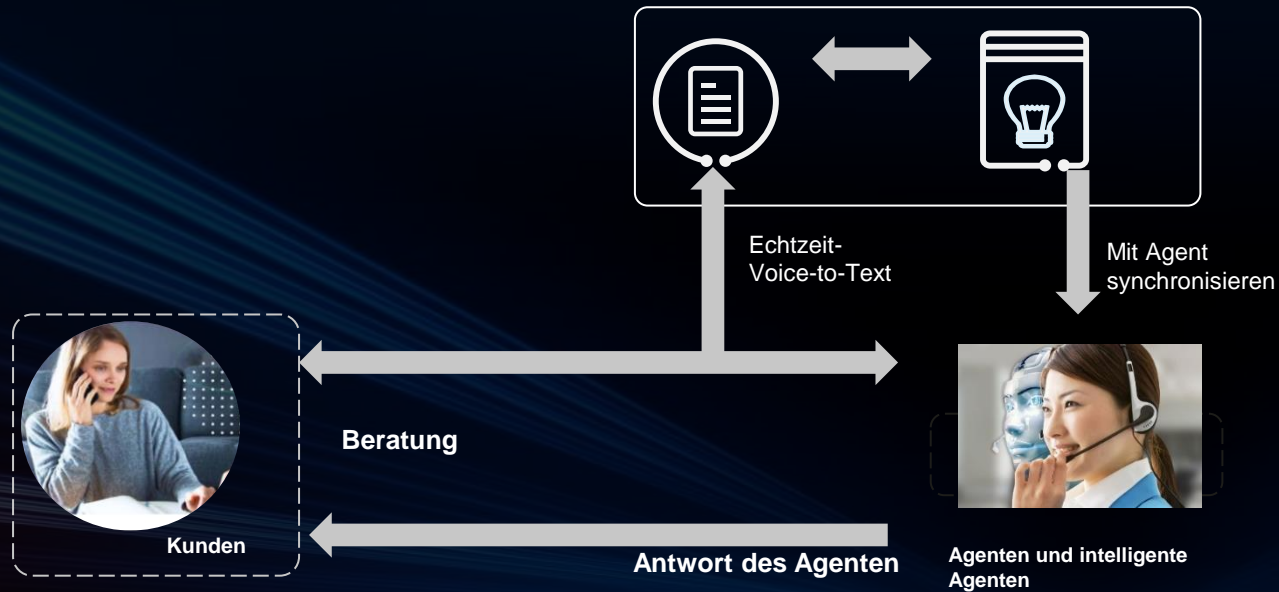 Echtzeit-
Voice-to-Text
Mit Agent
synchronisieren
Beratung
Kunden
Antwort des Agenten
Agenten und intelligente
Agenten